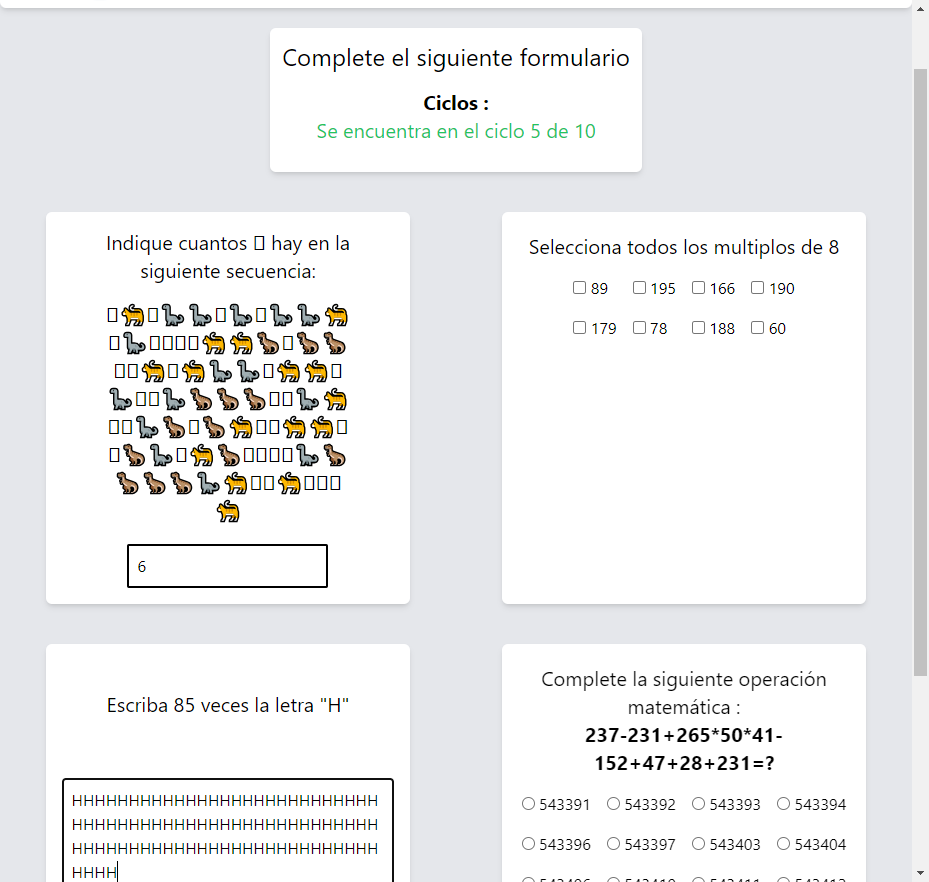 Complete el siguiente formulario
Ciclos :
Se encuentra en el ciclo 5 de 10
Indique cuantos ▯ hay en la
siguiente secuencia:
6
Selecciona todos los multiplos de 8
89 195 166 190
179 78 188 60
Escriba 85 veces la letra "H"
HHHHHHHHHHHHHHHHHHHHHHHHHHH
HHHHHHHHHHHHHHHHHHHHHHHHHHH
HHHHHHHHHHHHHHHHHHHHHHHHHHH
HHHH
Complete la siguiente operación
matemática :
237-231+265*50*41-
152+47+28+231=?
543391 543392 543393 543394
543396 543397 543403 543404